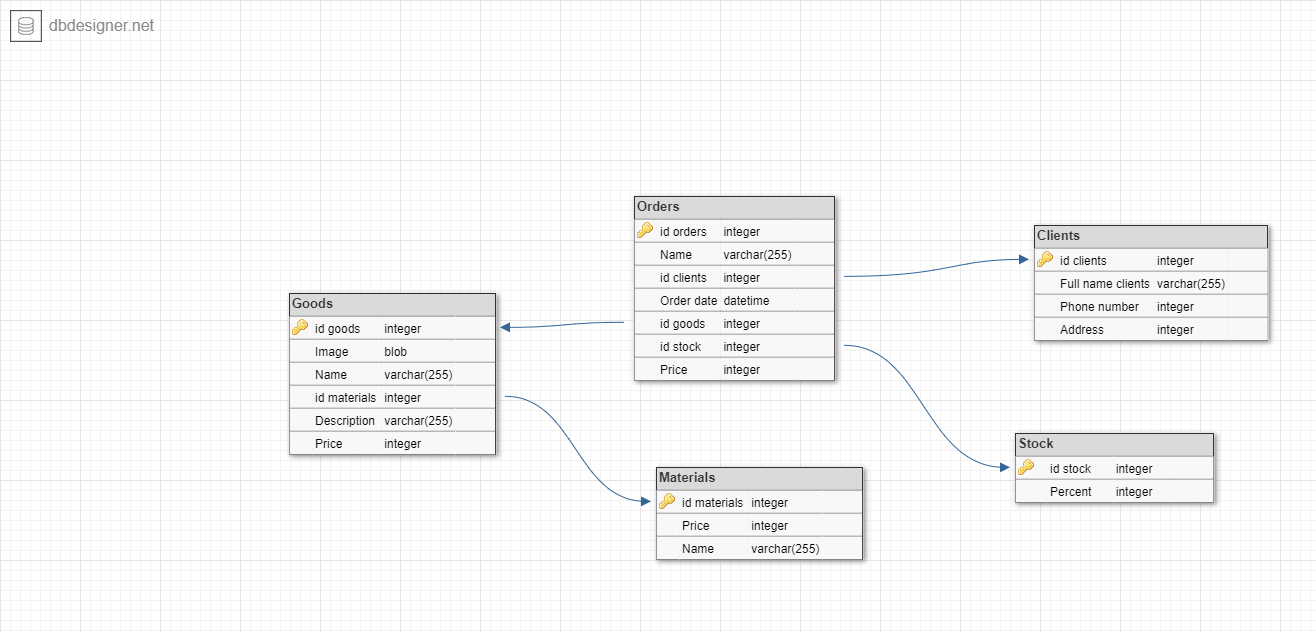 dbdesigner.net
Orders
id orders integer
Name varchar(255)
id clients integer
Order date datetime
id goods integer
id stock integer
Price integer
Clients
id clients integer
Full name clients varchar(255)
Phone number integer
Address integer
Goods
id goods integer
Image blob
Name varchar(255)
id materials integer
Description varchar(255)
Price integer
Materials
id materials integer
Price integer
Name varchar(255)
Stock
id stock integer
Percent integer